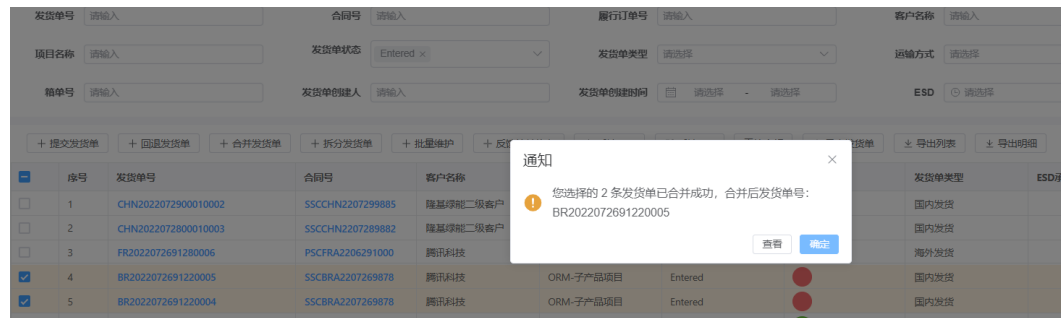 发货单号 请输入 合同号 请输入 履行订单号 请输入 客户名称 请输入
项目名称 请输入 发货单状态 Entered × 发货单类型 请选择 运输方式 请选择
箱单号 请输入 发货单创建人 请输入 发货单创建时间 请选择 - 请选择 ESD 请选择
+ 提交发货单 + 回退发货单 + 合并发货单 + 拆分发货单 + 批量维护 货单 导出列表 导出明细
通知 ×
您选择的 2 条发货单已合并成功，合并后发货单号：
BR2022072691220005
查看 确定
序号 发货单号 合同号 客户名称 发货单类型
1 CHN2022072900010002 SSCCHN2207299885 隆基绿能二级客户 国内发货
2 CHN2022072800010003 SSCCHN2207289882 隆基绿能二级客户 国内发货
3 FR2022072691280006 PSCFRA2206291000 腾讯科技 海外发货
4 BR2022072691220005 SSCBRA2207269878 腾讯科技 ORM-子产品项目 Entered 国内发货
5 BR2022072691220004 SSCBRA2207269878 腾讯科技 ORM-子产品项目 Entered 国内发货